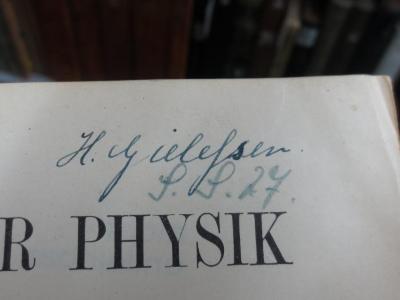 H. Gieleßen.
S. S. 27.
R PHYSIK